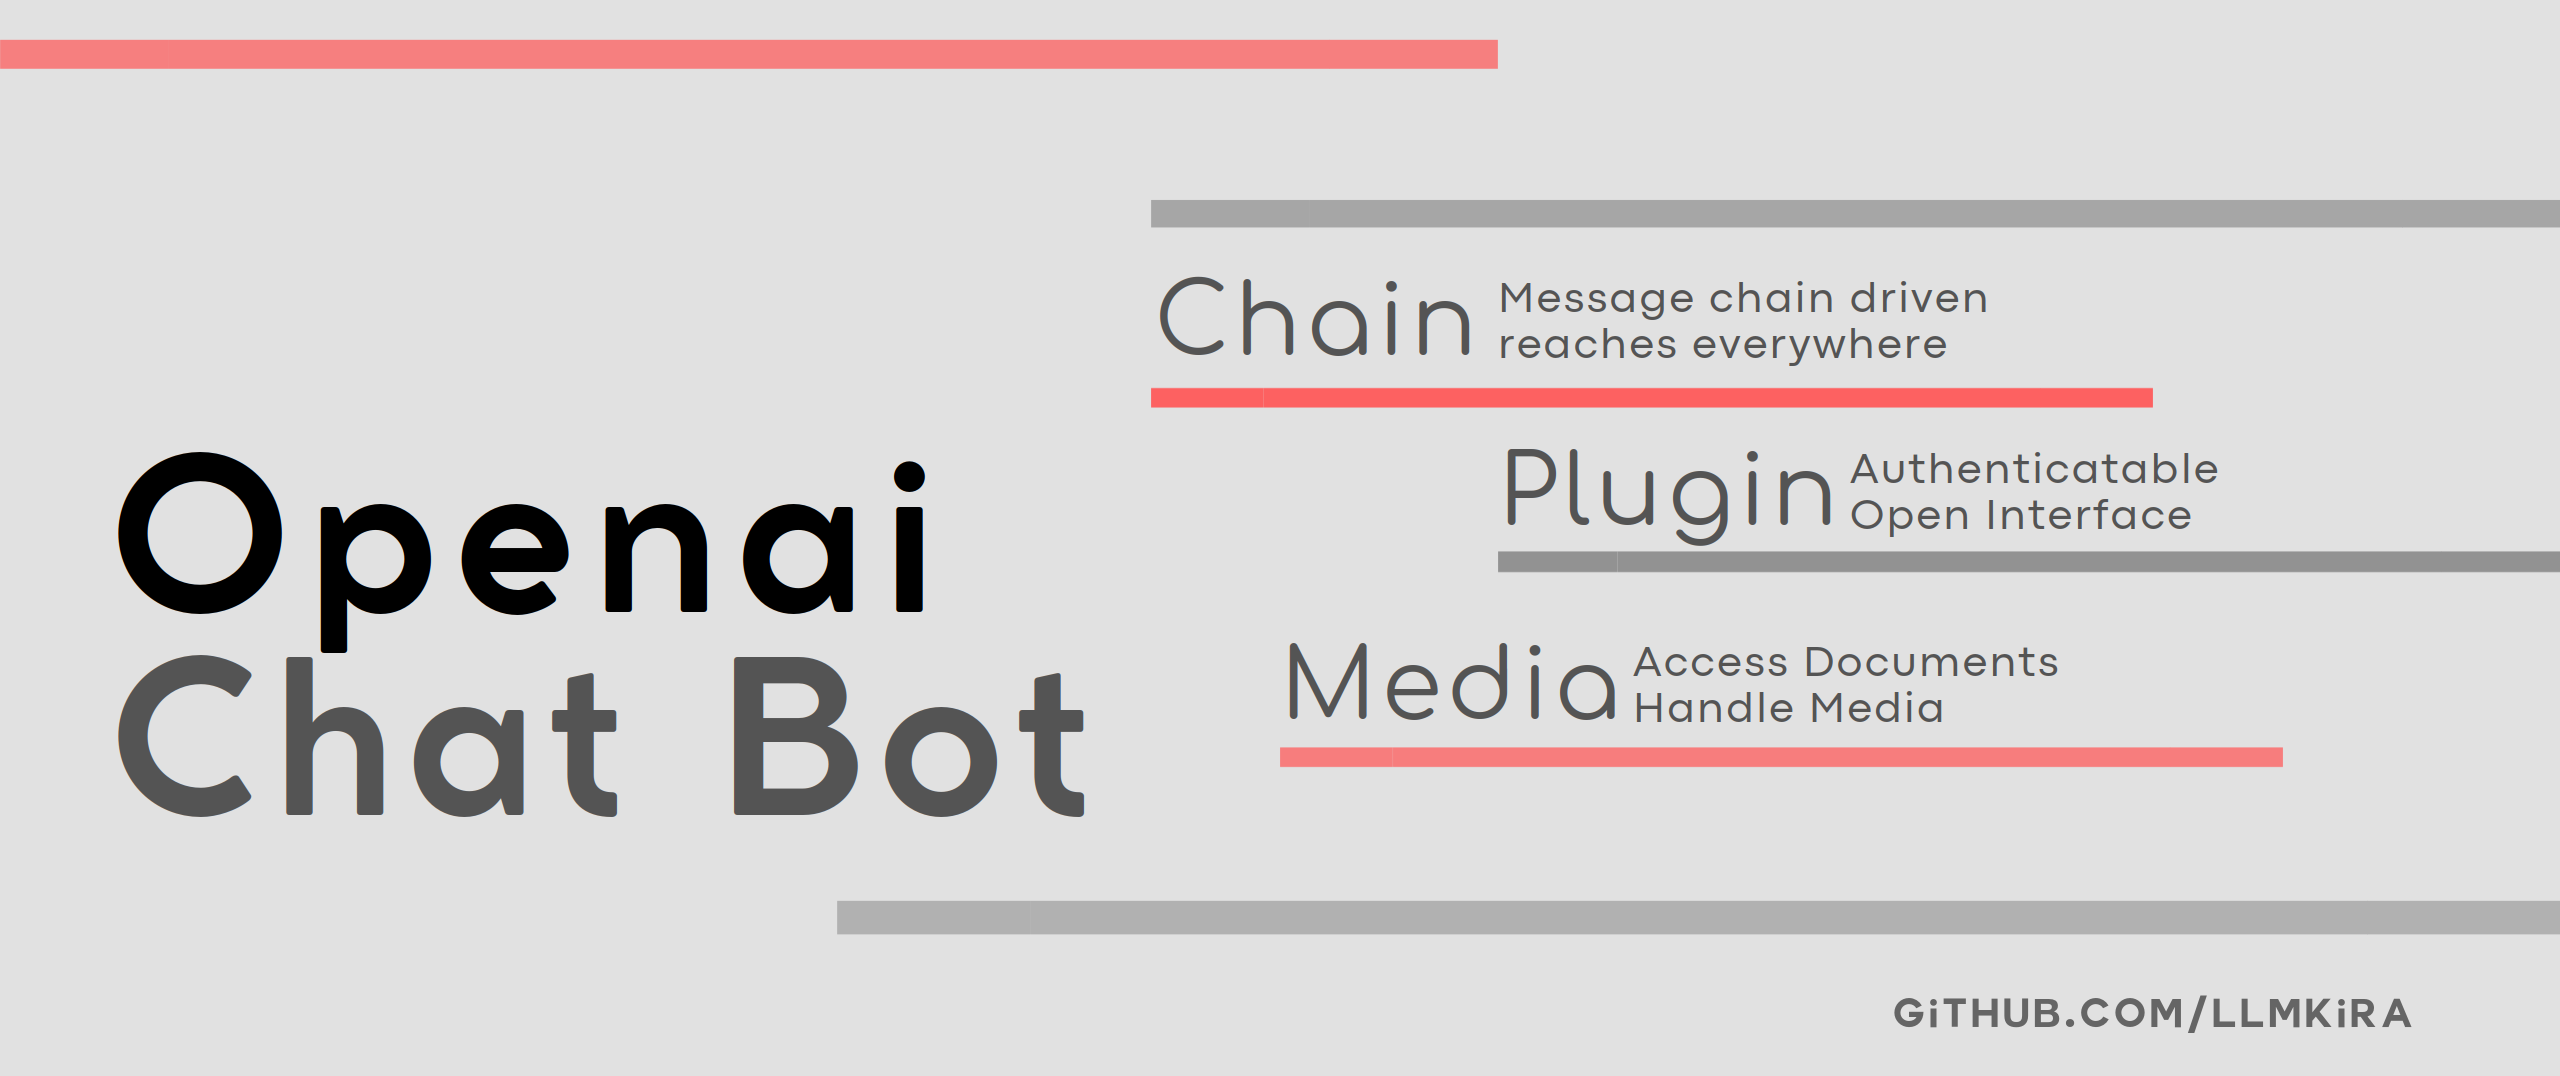 Openai
Chat Bot
Chain
Message chain driven
reaches everywhere
Plugin
Authenticatable
Open Interface
Media
Access Documents
Handle Media
GiTHUB.COM/LLMKiRA